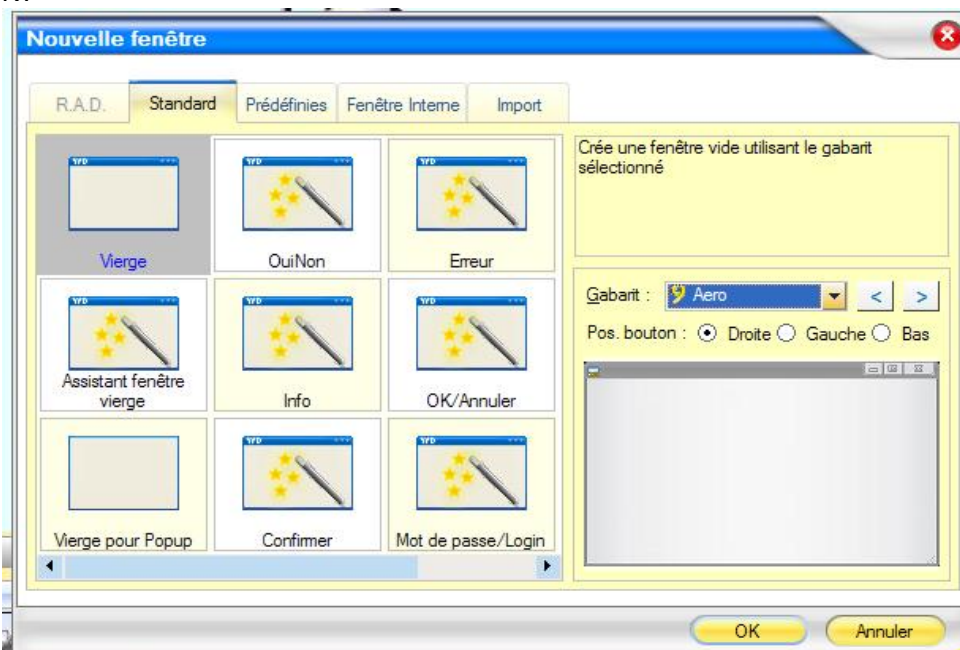 Nouvelle fenêtre
R.A.D. Standard Prédéfinies Fenêtre Interne Import
Crée une fenêtre vide utilisant le gabarit
sélectionné
Vierge OuiNon Erreur
Gabarit : Aero < >
Pos. bouton : Droite Gauche Bas
Assistant fenêtre
vierge Info OK/Annuler
Vierge pour Popup Confirmer Mot de passe/Login
OK Annuler